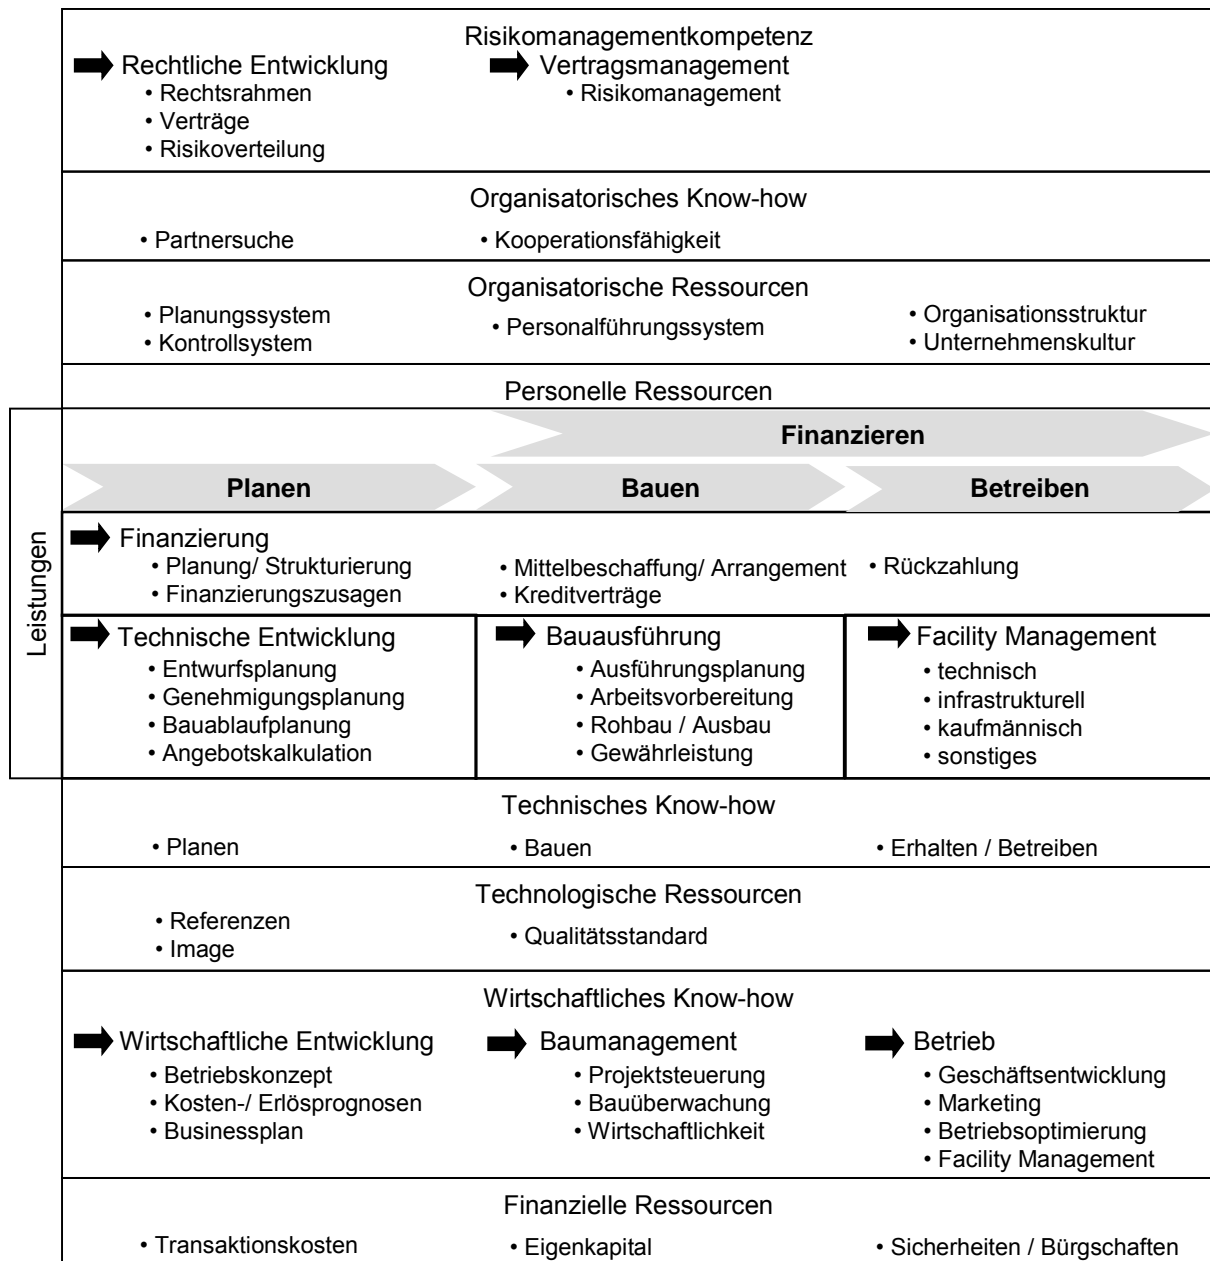 Risikomanagementkompetenz
Rechtliche Entwicklung
• Rechtsrahmen
• Verträge
• Risikoverteilung
Vertragsmanagement
• Risikomanagement
Organisatorisches Know-how
• Partnersuche
• Kooperationsfähigkeit
Organisatorische Ressourcen
• Planungssystem
• Kontrollsystem
• Personalführungssystem
• Organisationsstruktur
• Unternehmenskultur
Personelle Ressourcen
Leistungen
Finanzieren
Planen
Bauen
Betreiben
Finanzierung
• Planung/ Strukturierung
• Finanzierungszusagen
• Mittelbeschaffung/ Arrangement
• Kreditverträge
• Rückzahlung
Technische Entwicklung
• Entwurfsplanung
• Genehmigungsplanung
• Bauablaufplanung
• Angebotskalkulation
Bauausführung
• Ausführungsplanung
• Arbeitsvorbereitung
• Rohbau / Ausbau
• Gewährleistung
Facility Management
• technisch
• infrastrukturell
• kaufmännisch
• sonstiges
Technisches Know-how
• Planen
• Bauen
• Erhalten / Betreiben
Technologische Ressourcen
• Referenzen
• Image
• Qualitätsstandard
Wirtschaftliches Know-how
Wirtschaftliche Entwicklung
• Betriebskonzept
• Kosten-/ Erlösprognosen
• Businessplan
Baumanagement
• Projektsteuerung
• Bauüberwachung
• Wirtschaftlichkeit
Betrieb
• Geschäftsentwicklung
• Marketing
• Betriebsoptimierung
• Facility Management
Finanzielle Ressourcen
• Transaktionskosten
• Eigenkapital
• Sicherheiten / Bürgschaften